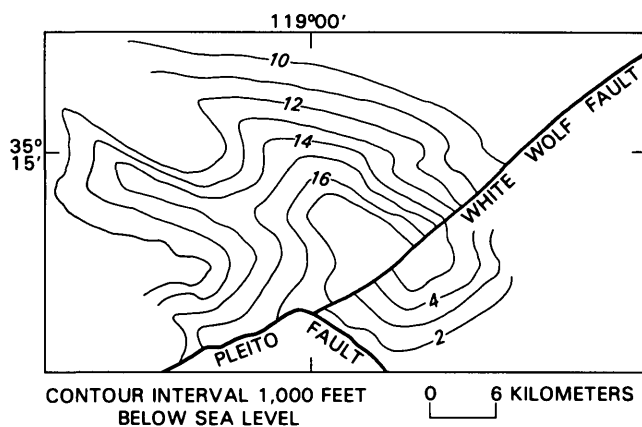 119°00'
10
12
14
16
35°
15'
WHITE WOLF FAULT
4
2
PLEITO FAULT
CONTOUR INTERVAL 1,000 FEET
BELOW SEA LEVEL
0 6 KILOMETERS